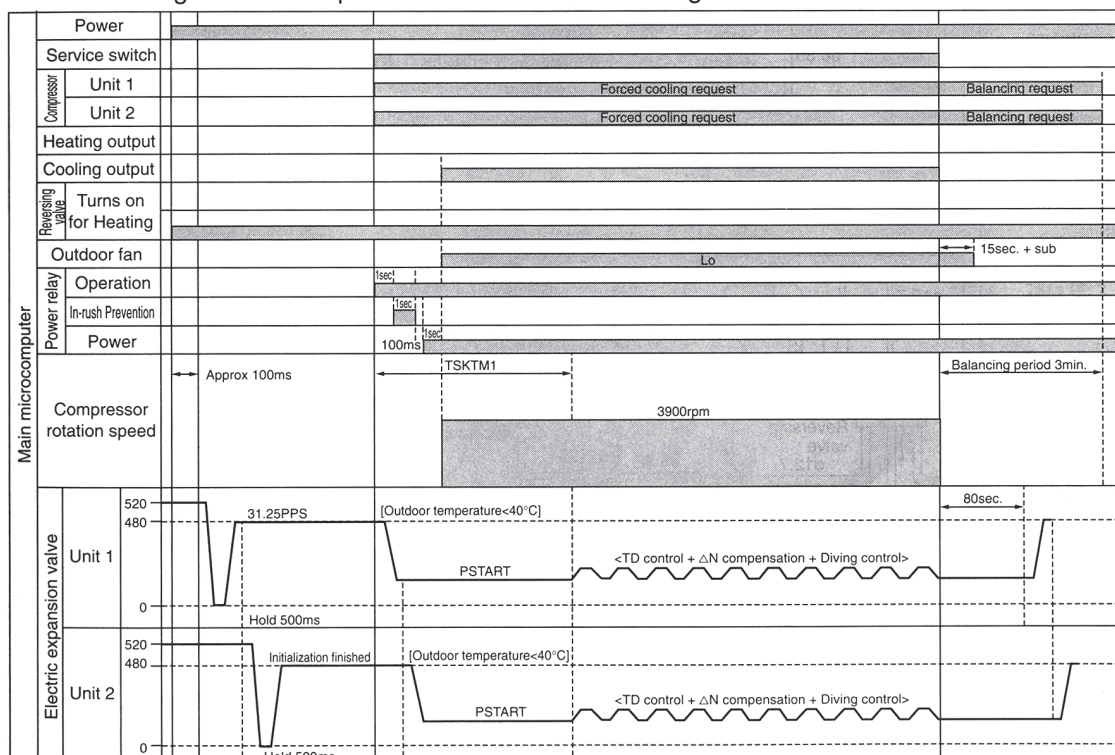 Main microcomputer
Power
Service switch
Compressor
Unit 1
Forced cooling request
Balancing request
Unit 2
Forced cooling request
Balancing request
Heating output
Cooling output
Reversing
valve
Turns on
for Heating
Outdoor fan
Lo
15sec. + sub
Power relay
Operation
1sec
In-rush Prevention
1sec
Power
100ms
1sec
Approx 100ms
TSKTM1
Balancing period 3min.
Compressor
rotation speed
3900rpm
Electric expansion valve
Unit 1
520
480
0
31.25PPS
[Outdoor temperature<40°C]
80sec.
<TD control + △N compensation + Diving control>
PSTART
Hold 500ms
Unit 2
520
480
0
Initialization finished
[Outdoor temperature<40°C]
<TD control + △N compensation + Diving control>
PSTART
Hold 500ms